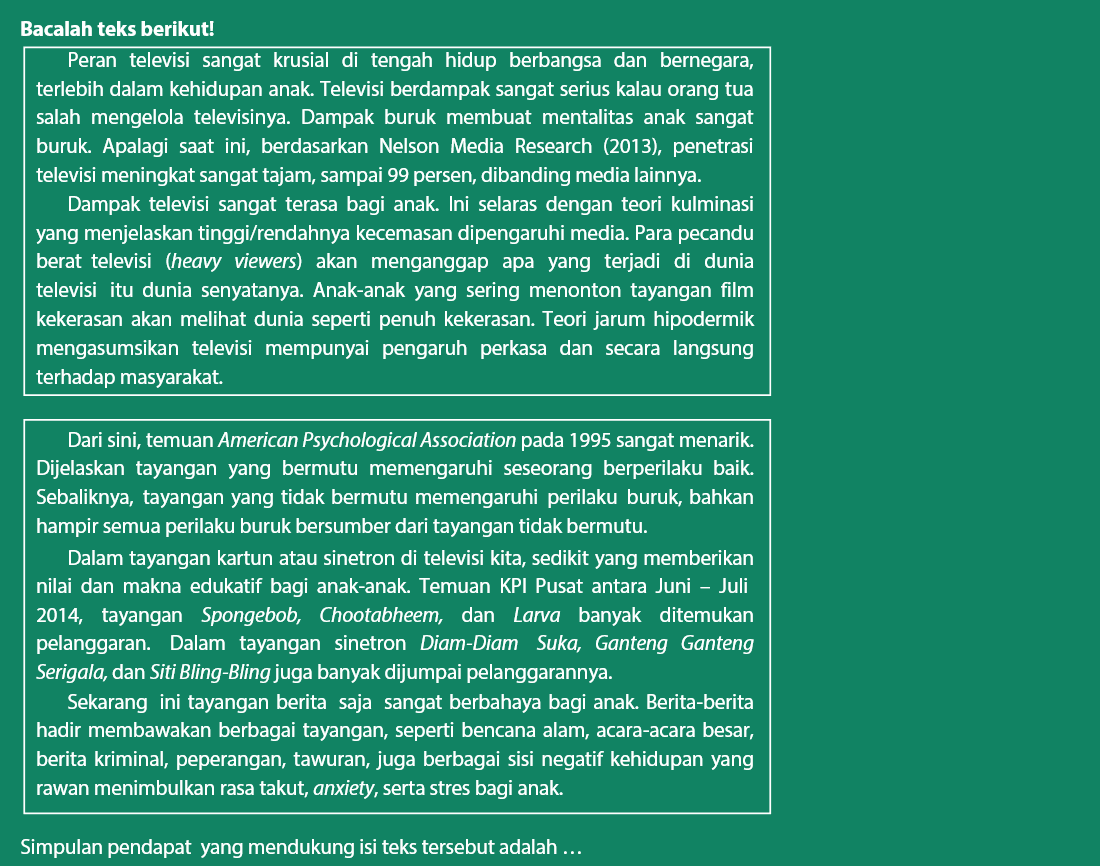 Bacalah teks berikut!
Peran televisi sangat krusial di tengah hidup berbangsa dan bernegara,
terlebih dalam kehidupan anak. Televisi berdampak sangat serius kalau orang tua
salah mengelola televisinya. Dampak buruk membuat mentalitas anak sangat
buruk. Apalagi saat ini, berdasarkan Nelson Media Research (2013), penetrasi
televisi meningkat sangat tajam, sampai 99 persen, dibanding media lainnya.
Dampak televisi sangat terasa bagi anak. Ini selaras dengan teori kulminasi
yang menjelaskan tinggi/rendahnya kecemasan dipengaruhi media. Para pecandu
berat televisi (heavy viewers) akan menganggap apa yang terjadi di dunia
televisi itu dunia senyatanya. Anak-anak yang sering menonton tayangan film
kekerasan akan melihat dunia seperti penuh kekerasan. Teori jarum hipodermik
mengasumsikan televisi mempunyai pengaruh perkasa dan secara langsung
terhadap masyarakat.
Dari sini, temuan American Psychological Association pada 1995 sangat menarik.
Dijelaskan tayangan yang bermutu memengaruhi seseorang berperilaku baik.
Sebaliknya, tayangan yang tidak bermutu memengaruhi perilaku buruk, bahkan
hampir semua perilaku buruk bersumber dari tayangan tidak bermutu.
Dalam tayangan kartun atau sinetron di televisi kita, sedikit yang memberikan
nilai dan makna edukatif bagi anak-anak. Temuan KPI Pusat antara Juni – Juli
2014, tayangan Spongebob, Chootabheem, dan Larva banyak ditemukan
pelanggaran. Dalam tayangan sinetron Diam-Diam Suka, Ganteng Ganteng
Serigala, dan Siti Bling-Bling juga banyak dijumpai pelanggarannya.
Sekarang ini tayangan berita saja sangat berbahaya bagi anak. Berita-berita
hadir membawakan berbagai tayangan, seperti bencana alam, acara-acara besar,
berita kriminal, peperangan, tawuran, juga berbagai sisi negatif kehidupan yang
rawan menimbulkan rasa takut, anxiety, serta stres bagi anak.
Simpulan pendapat yang mendukung isi teks tersebut adalah …